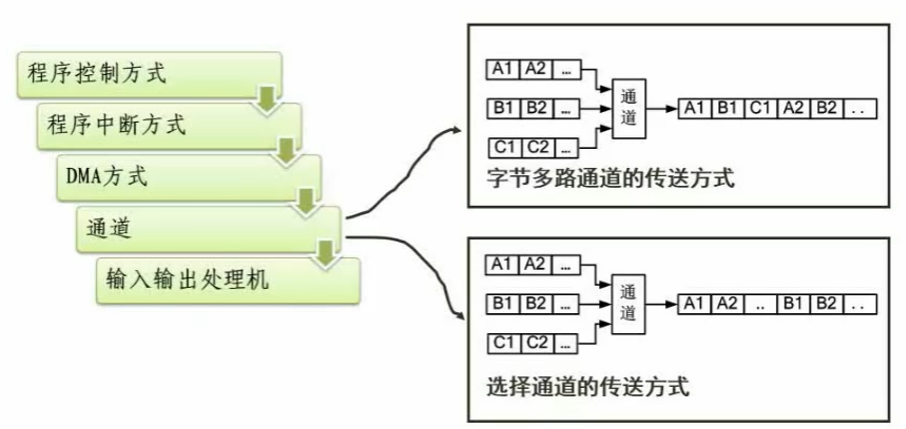 程序控制方式
程序中断方式
DMA方式
通道
输入输出处理机
A1 A2 ...
B1 B2 ...
C1 C2 ...
通道
A1 B1 C1 A2 B2 ..
字节多路通道的传送方式
A1 A2 ...
B1 B2 ...
C1 C2 ...
通道
A1 A2 .. B1 B2 ..
选择通道的传送方式